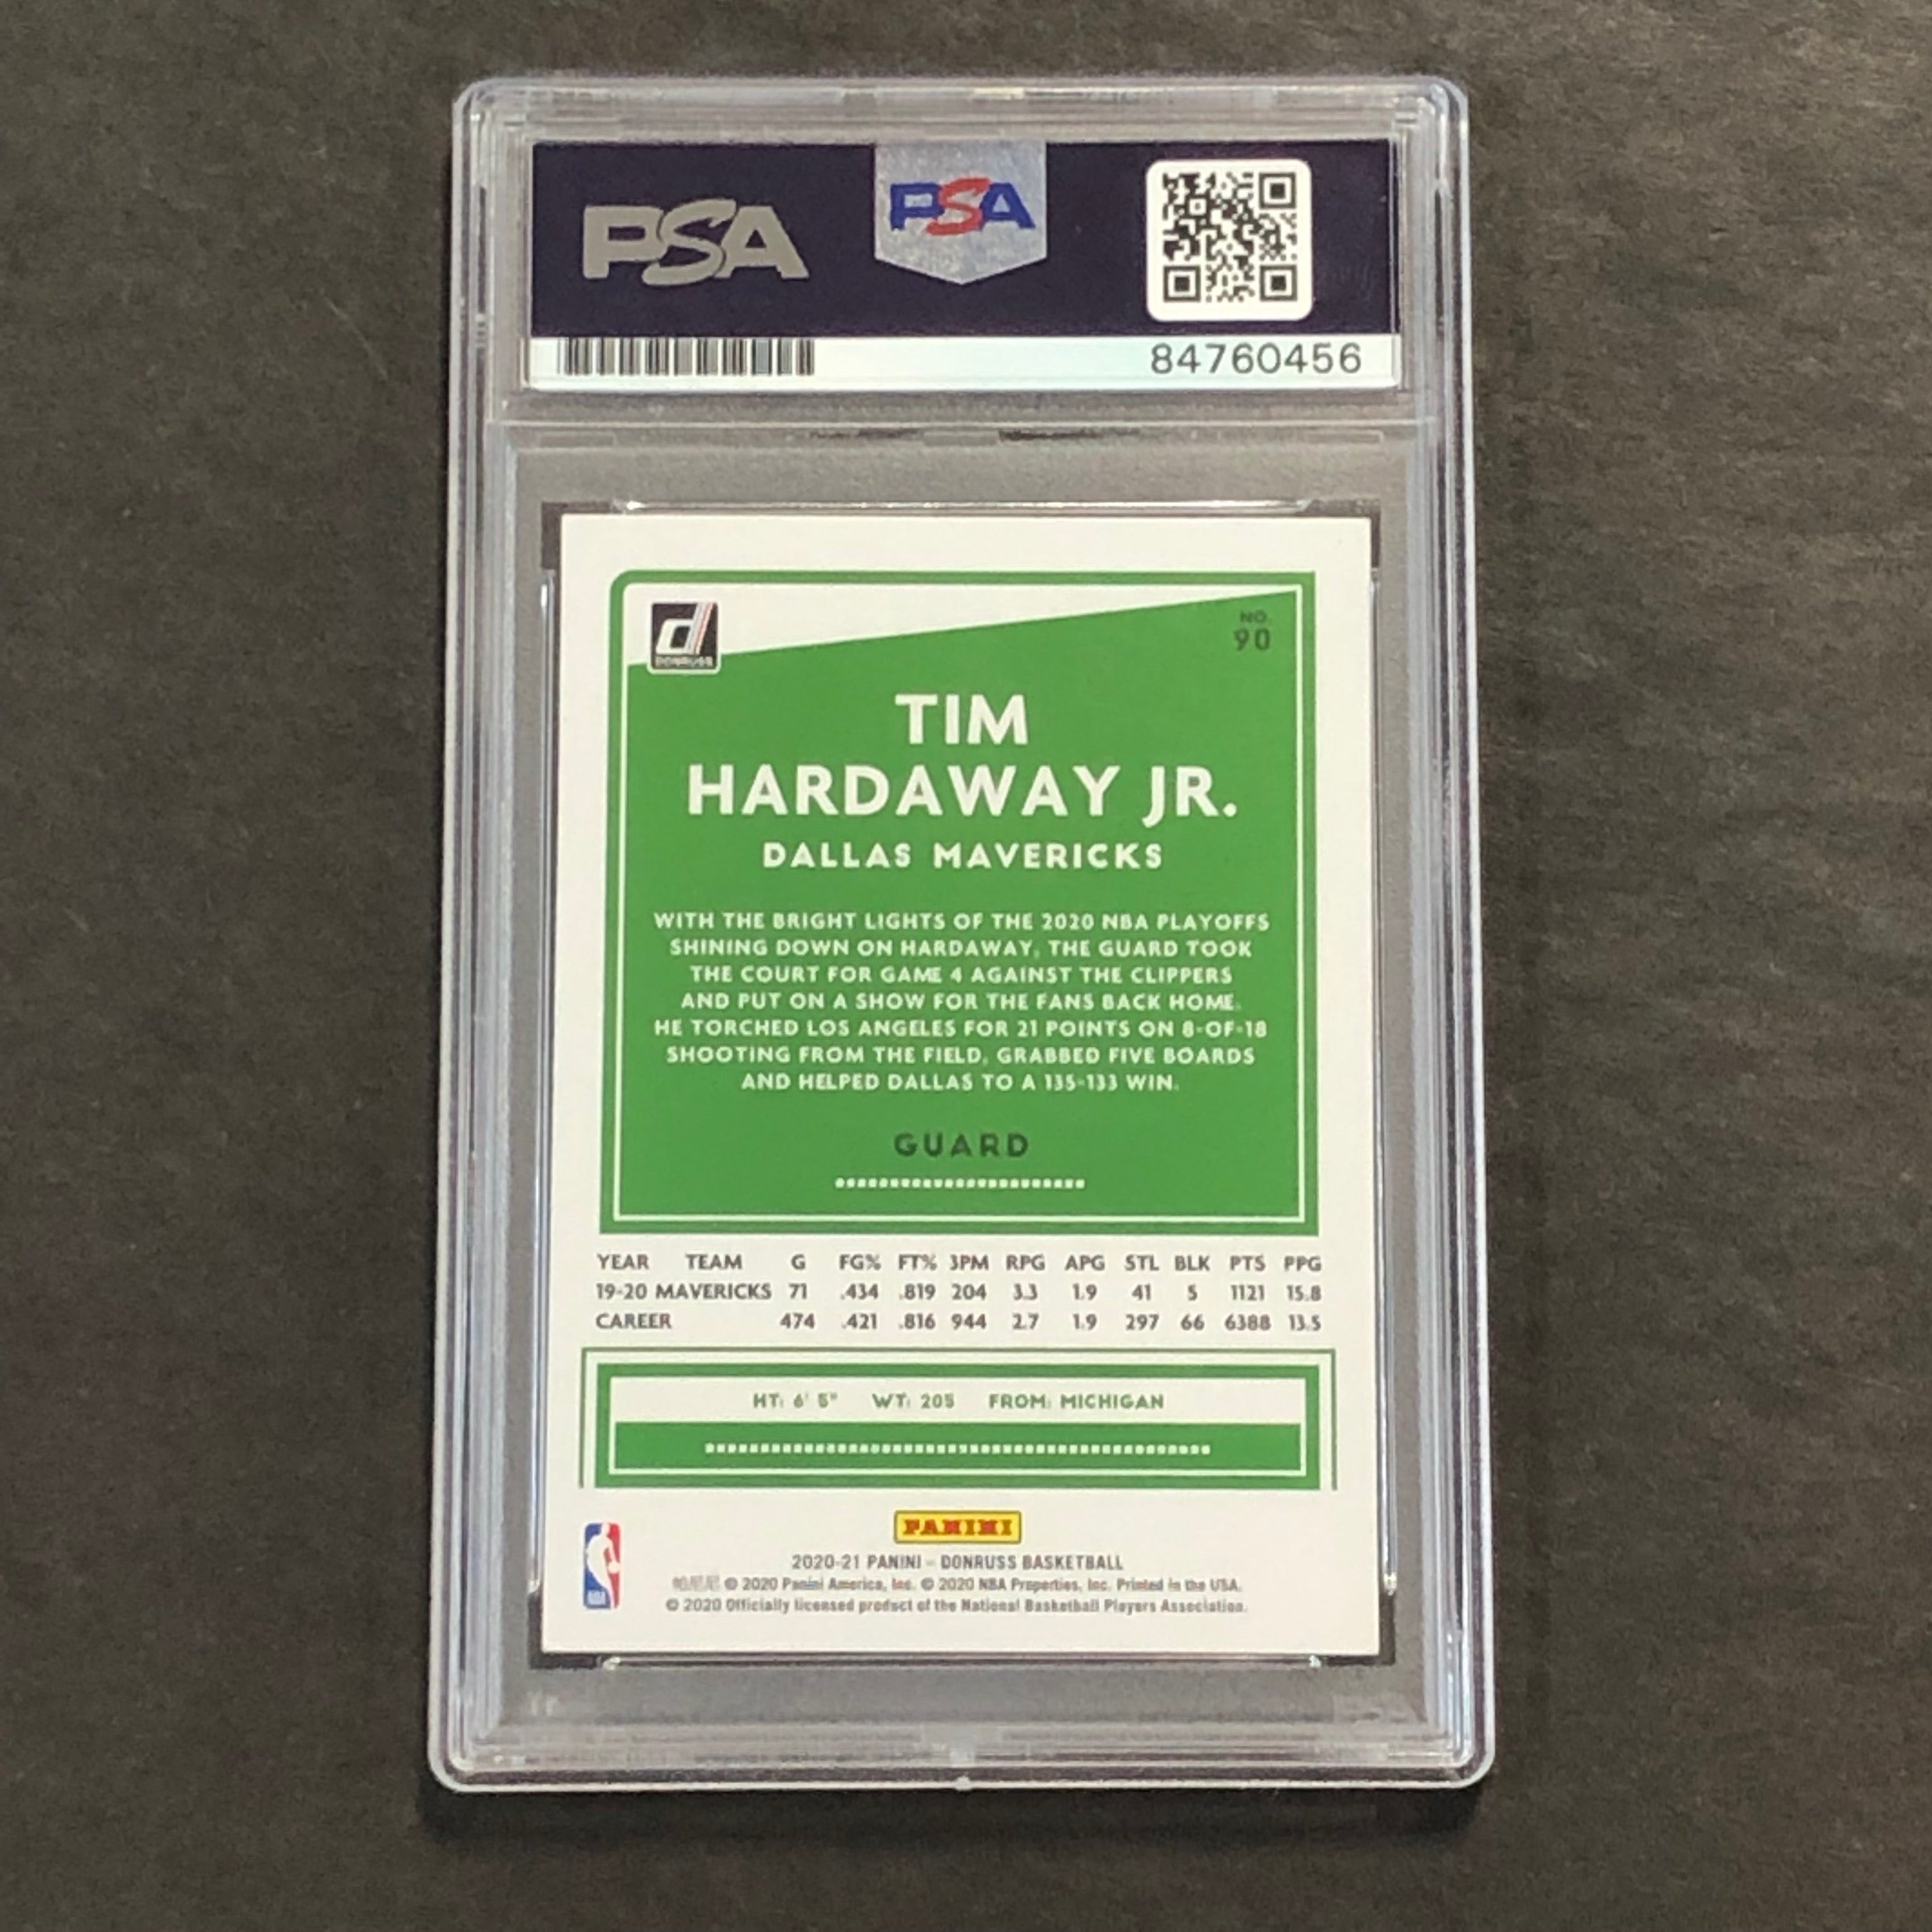 PSA
PSA
84760456
DONRUSS
NO.
90
TIM
HARDAWAY JR.
DALLAS MAVERICKS
WITH THE BRIGHT LIGHTS OF THE 2020 NBA PLAYOFFS
SHINING DOWN ON HARDAWAY, THE GUARD TOOK
THE COURT FOR GAME 4 AGAINST THE CLIPPERS
AND PUT ON A SHOW FOR THE FANS BACK HOME.
HE TORCHED LOS ANGELES FOR 21 POINTS ON 8-OF-18
SHOOTING FROM THE FIELD, GRABBED FIVE BOARDS
AND HELPED DALLAS TO A 135-133 WIN.
GUARD
YEAR TEAM G FG% FT% 3PM RPG APG STL BLK PTS PPG
19-20 MAVERICKS 71 .434 .819 204 3.3 1.9 41 5 1121 15.8
CAREER 474 .421 .816 944 2.7 1.9 297 66 6388 13.5
HT: 6' 5" WT: 205 FROM: MICHIGAN
PANINI
NBA
2020-21 PANINI - DONRUSS BASKETBALL
帕尼尼 © 2020 Panini America, Inc. © 2020 NBA Properties, Inc. Printed in the USA.
© 2020 Officially licensed product of the National Basketball Players Association.